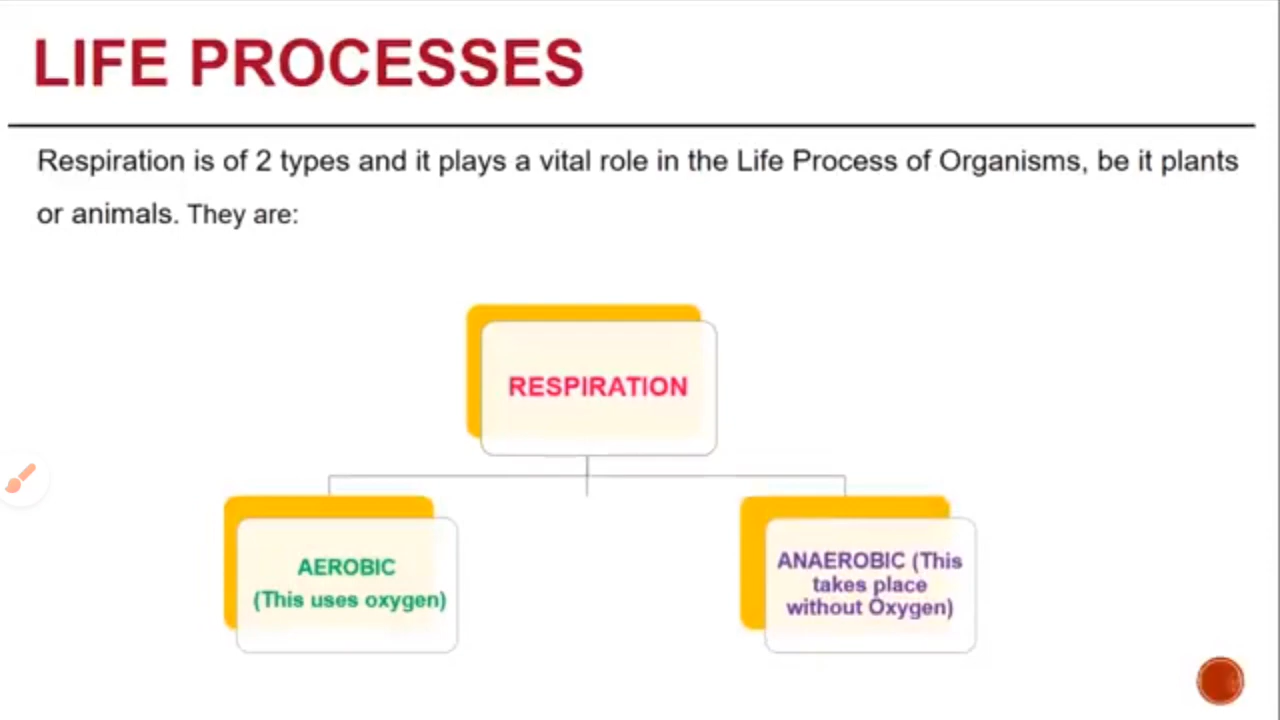 LIFE PROCESSES
Respiration is of 2 types and it plays a vital role in the Life Process of Organisms, be it plants
or animals. They are:
RESPIRATION
AEROBIC
(This uses oxygen)
ANAEROBIC (This
takes place
without Oxygen)